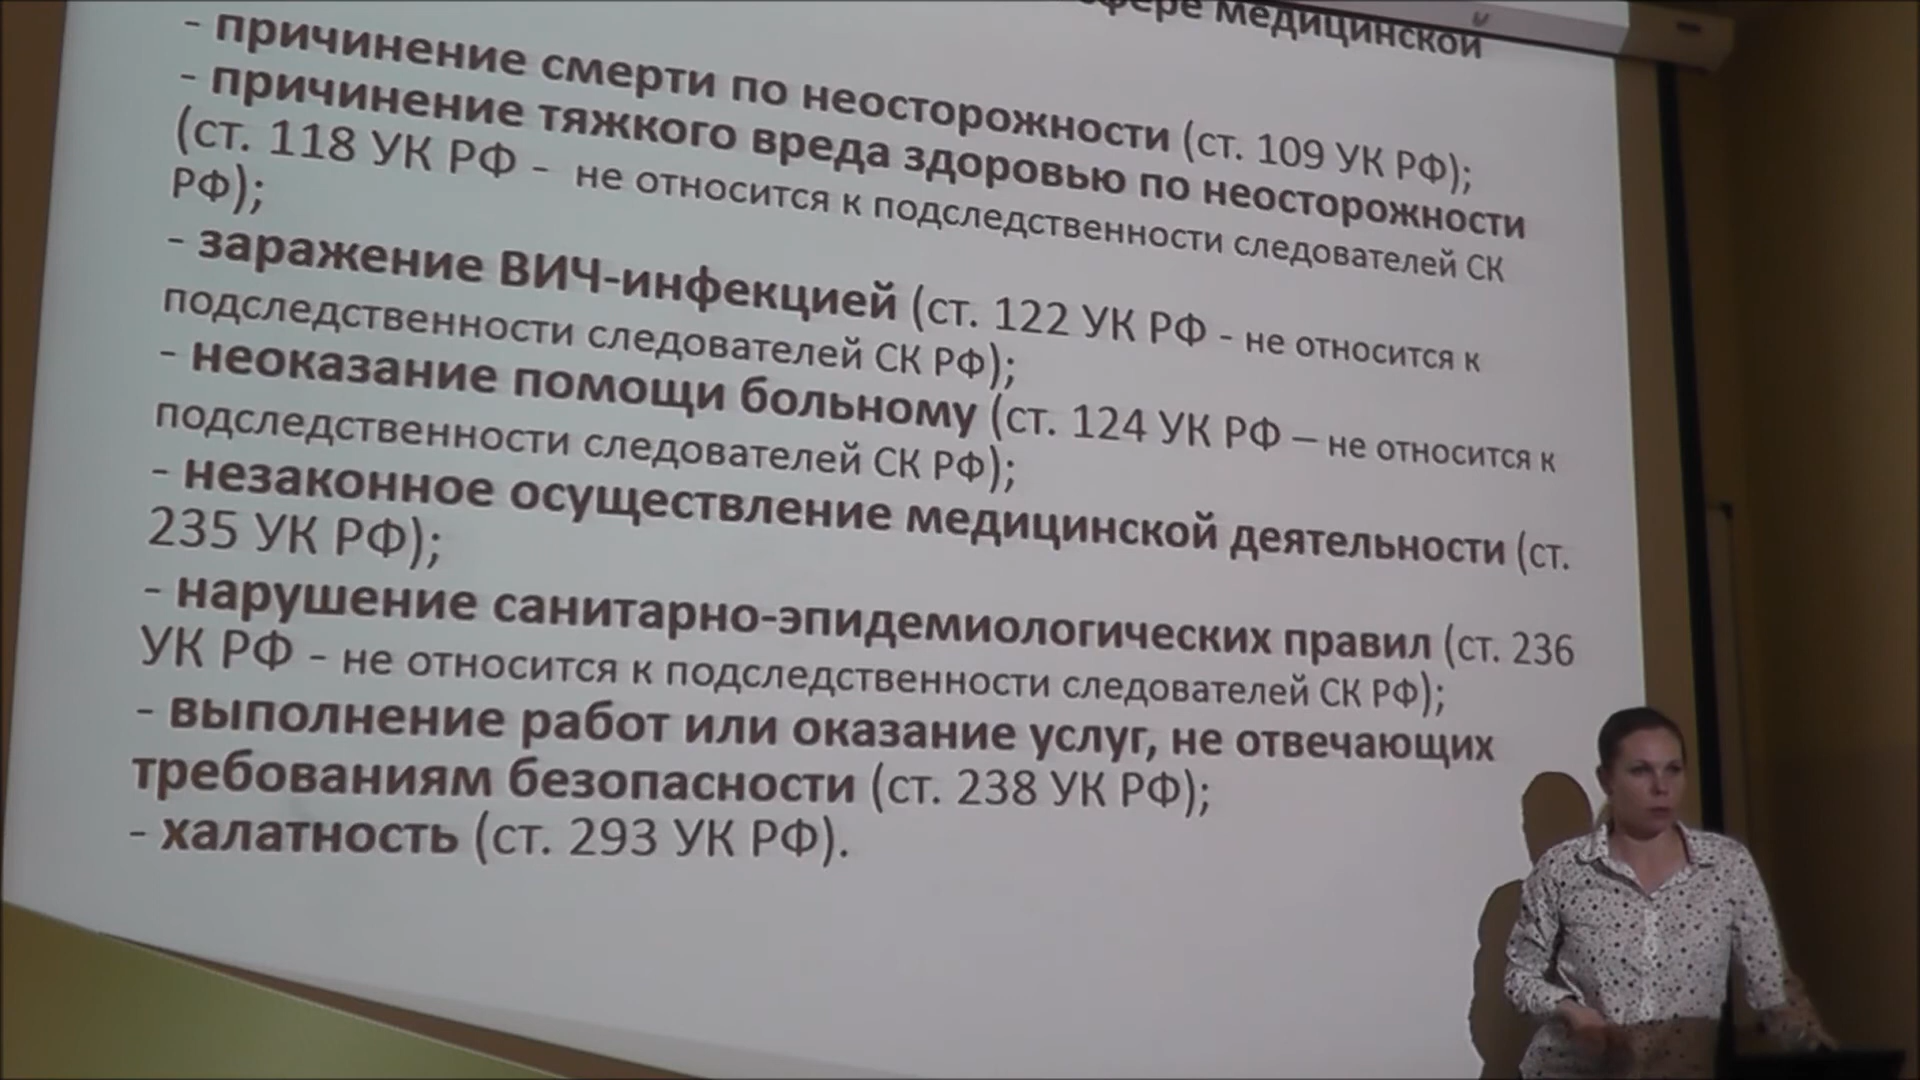 сфере медицинской
- причинение смерти по неосторожности (ст. 109 УК РФ);
- причинение тяжкого вреда здоровью по неосторожности
(ст. 118 УК РФ - не относится к подследственности следователей СК
РФ);
- заражение ВИЧ-инфекцией (ст. 122 УК РФ - не относится к
подследственности следователей СК РФ);
- неоказание помощи больному (ст. 124 УК РФ – не относится к
подследственности следователей СК РФ);
- незаконное осуществление медицинской деятельности (ст.
235 УК РФ);
- нарушение санитарно-эпидемиологических правил (ст. 236
УК РФ - не относится к подследственности следователей СК РФ);
- выполнение работ или оказание услуг, не отвечающих
требованиям безопасности (ст. 238 УК РФ);
- халатность (ст. 293 УК РФ).